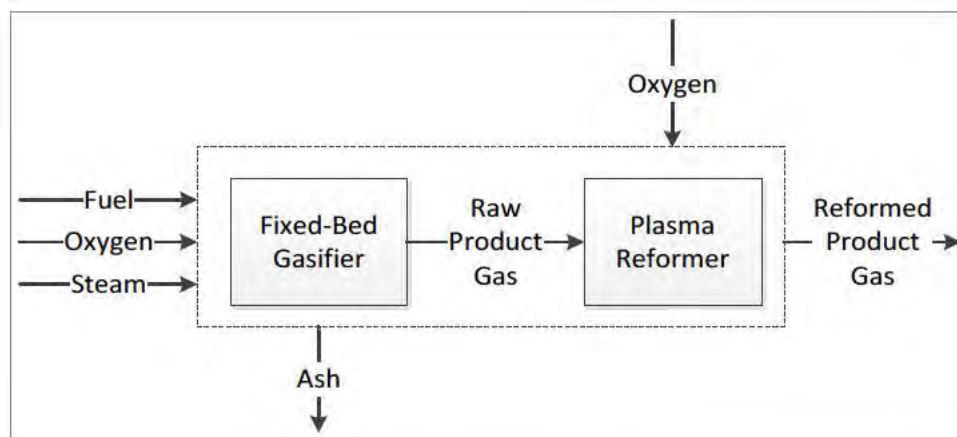 Oxygen
Fuel
Oxygen
Steam
Fixed-Bed
Gasifier
Raw
Product
Gas
Plasma
Reformer
Reformed
Product
Gas
Ash